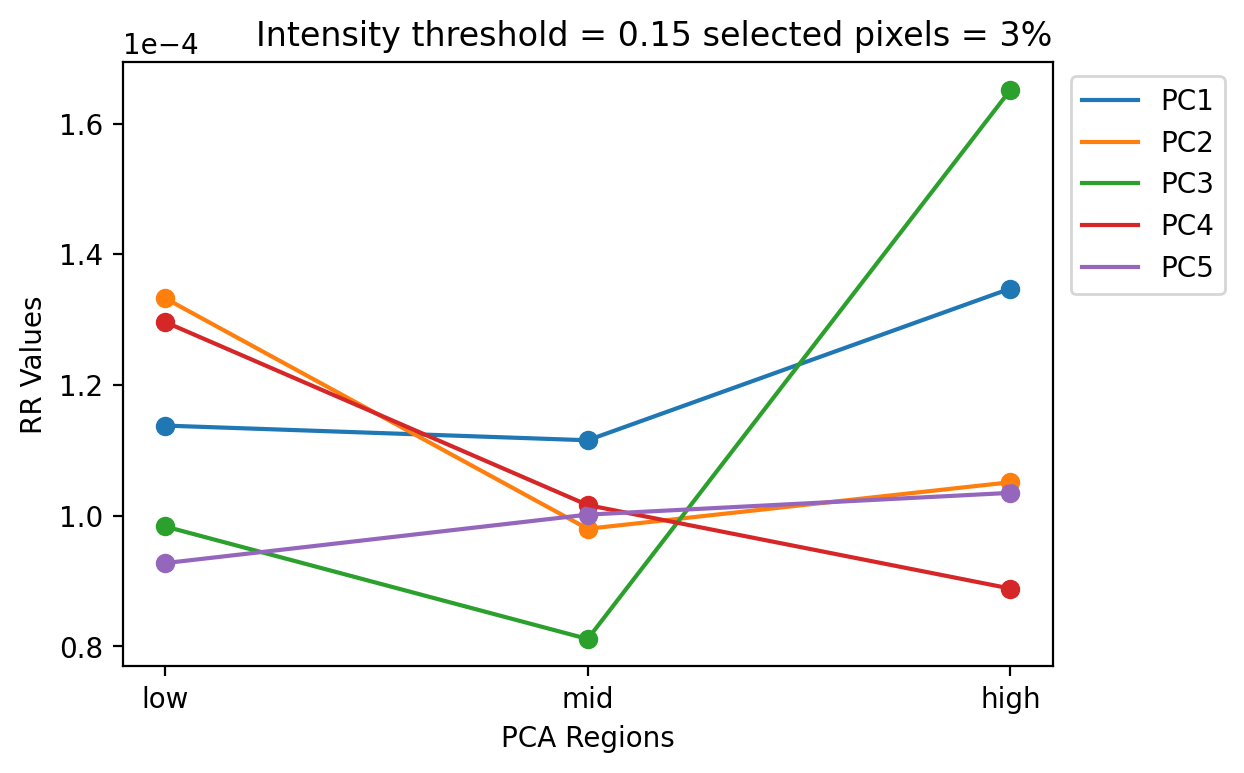 Intensity threshold = 0.15 selected pixels = 3%
1e−4
1.6
1.4
1.2
1.0
0.8
RR Values
low
mid
high
PCA Regions
PC1
PC2
PC3
PC4
PC5